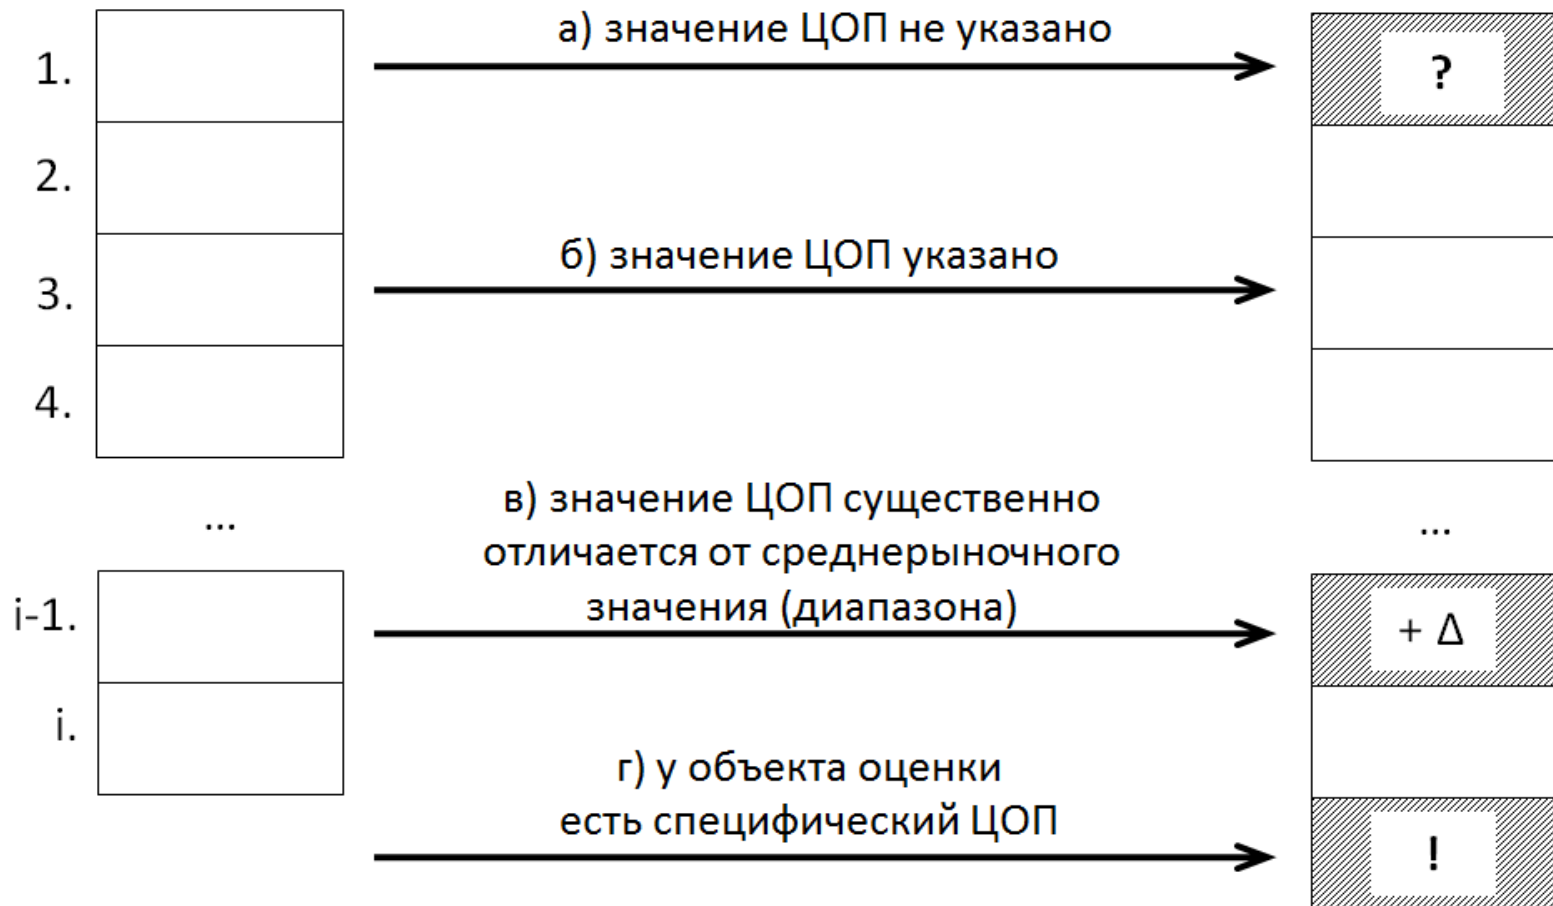 а) значение ЦОП не указано
1.
?
2.
б) значение ЦОП указано
3.
4.
в) значение ЦОП существенно
отличается от среднерыночного
значения (диапазона)
...
...
i-1.
+ Δ
i.
г) у объекта оценки
есть специфический ЦОП
!